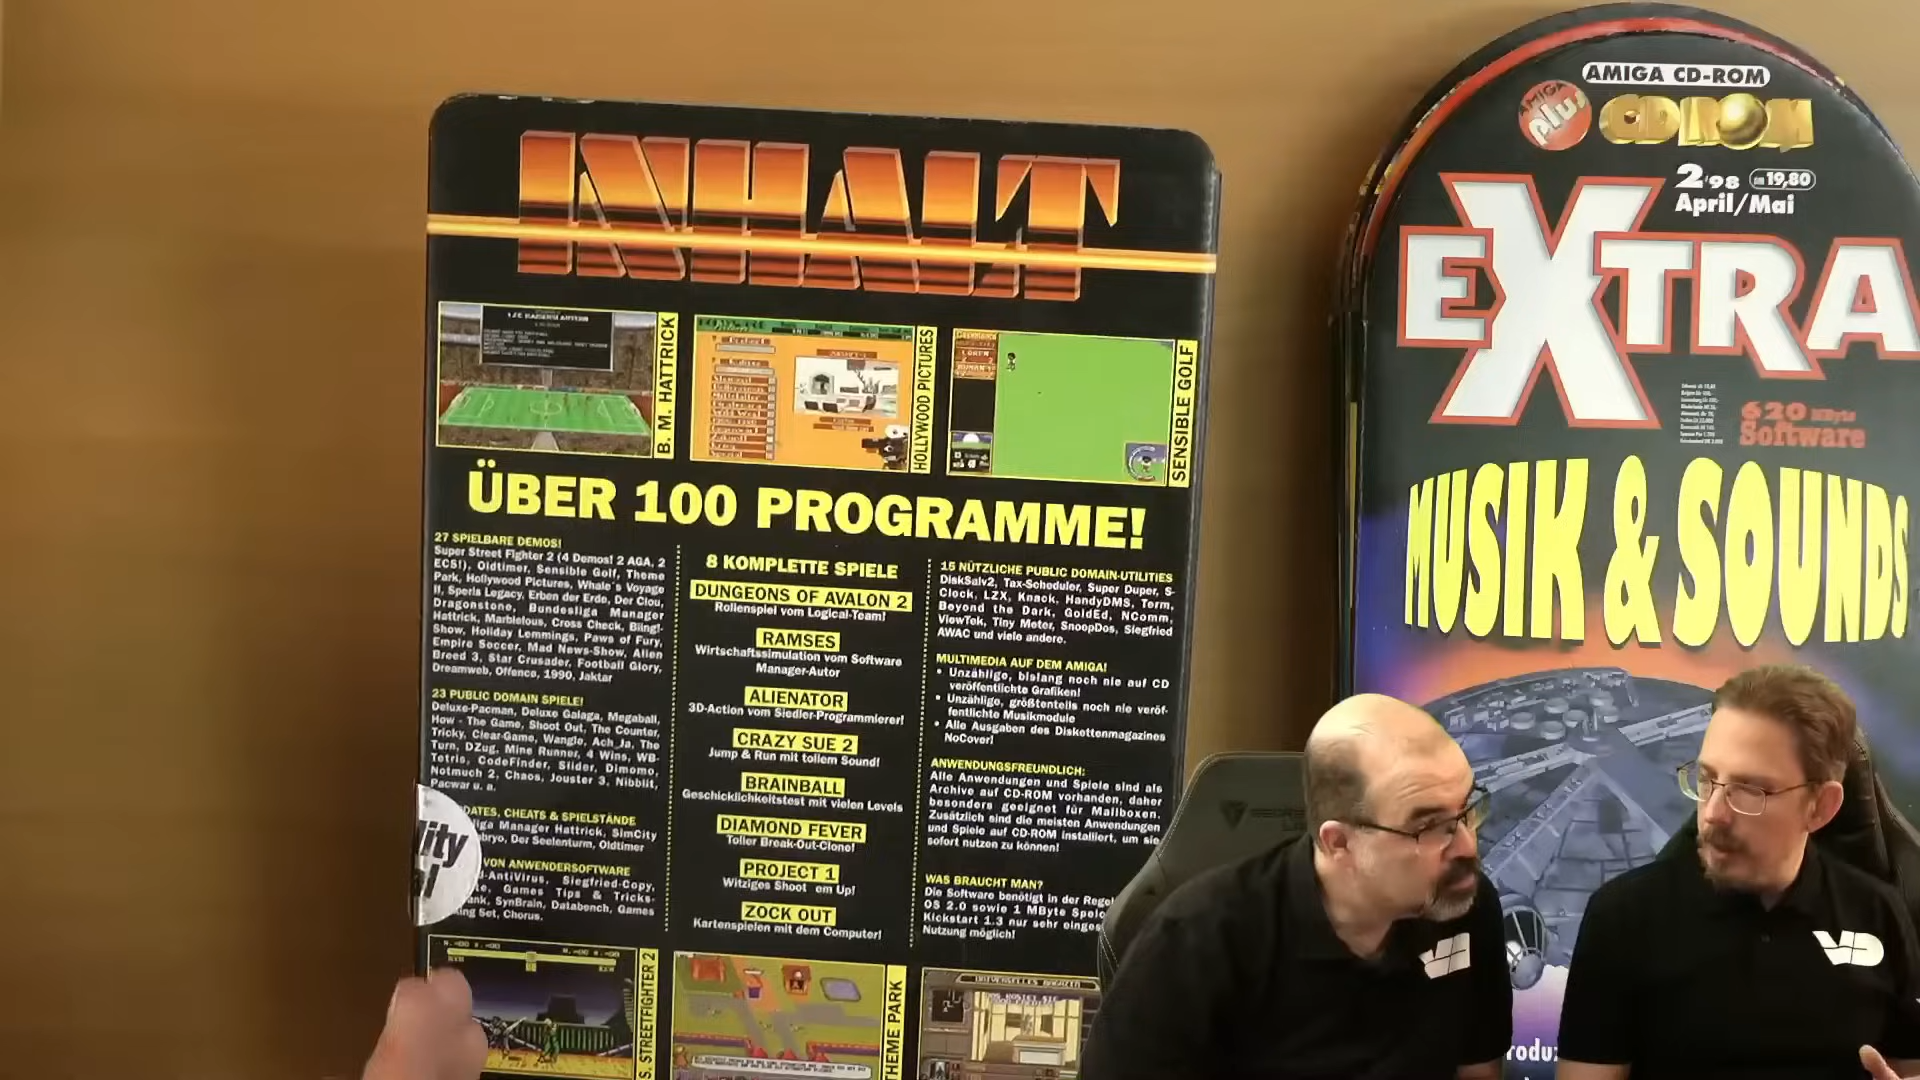 INHALT
B. M. HATTRICK
HOLLYWOOD PICTURES
SENSIBLE GOLF
ÜBER 100 PROGRAMME!
27 SPIELBARE DEMOS!
Super Street Fighter 2 (4 Demos! 2 AGA, 2
ECS!), Oldtimer, Sensible Golf, Theme
Park, Hollywood Pictures, Whale's Voyage
II, Speria Legacy, Erben der Erde, Der Clou,
Dragonstone, Bundesliga Manager
Hattrick, Marblelous, Cross Check, Bling!-
Show, Holiday Lemmings, Paws of Fury,
Empire Soccer, Mad News-Show, Alien
Breed 3, Star Crusader, Football Glory,
Dreamweb, Offence, 1990, Jaktar
23 PUBLIC DOMAIN SPIELE!
Deluxe-Pacman, Deluxe Galaga, Megaball,
How - The Game, Shoot Out, The Counter,
Tricky, Clear-Game, Wangle, Ach_Ja, The
Turn, DZug, Mine Runner, 4 Wins, WB-
Tetris, CodeFinder, Slider, Dimomo,
Notmuch 2, Chaos, Jouster 3, Nibblit,
Pacwar u. a.
DATES, CHEATS & SPIELSTÄNDE
liga Manager Hattrick, SimCity
bryo, Der Seelenturm, Oldtimer
VON ANWENDERSOFTWARE
d-AntiVirus, Siegfried-Copy,
te, Games Tips & Tricks-
ank, SynBrain, Databench, Games
ing Set, Chorus.
lity
8 KOMPLETTE SPIELE
DUNGEONS OF AVALON 2
Rollenspiel vom Logical-Team!
RAMSES
Wirtschaftssimulation vom Software
Manager-Autor
ALIENATOR
3D-Action vom Siedler-Programmierer!
CRAZY SUE 2
Jump & Run mit tollem Sound!
BRAINBALL
Geschicklichkeitstest mit vielen Levels
DIAMOND FEVER
Toller Break-Out-Clone!
PROJECT 1
Witziges Shoot em Up!
ZOCK OUT
Kartenspielen mit dem Computer!
15 NÜTZLICHE PUBLIC DOMAIN-UTILITIES
DiskSalv2, Tax-Scheduler, Super Duper, S-
Clock, LZX, Knack, HandyDMS, Term,
Beyond the Dark, GoldEd, NComm,
ViewTek, Tiny Meter, SnoopDos, Siegfried
AWAC und viele andere.
MULTIMEDIA AUF DEM AMIGA!
• Unzählige, bislang noch nie auf CD
veröffentlichte Grafiken!
• Unzählige, größtenteils noch nie veröf-
fentlichte Musikmodule
• Alle Ausgaben des Diskettenmagazines
NoCover!
ANWENDUNGSFREUNDLICH:
Alle Anwendungen und Spiele sind als
Archive auf CD-ROM vorhanden, daher
besonders geeignet für Mailboxen.
Zusätzlich sind die meisten Anwendungen
und Spiele auf CD-ROM installiert, um sie
sofort nutzen zu können!
WAS BRAUCHT MAN?
Die Software benötigt in der Regel
OS 2.0 sowie 1 MByte Speic
Kickstart 1.3 nur sehr einges
Nutzung möglich!
S. STREETFIGHTER 2
THEME PARK
AMIGA CD-ROM
AMIGA plus
CD ROM
2'98 DM 19,80
April/Mai
EXTRA
620 MByte
Software
MUSIK & SOUNDS
VD
VD